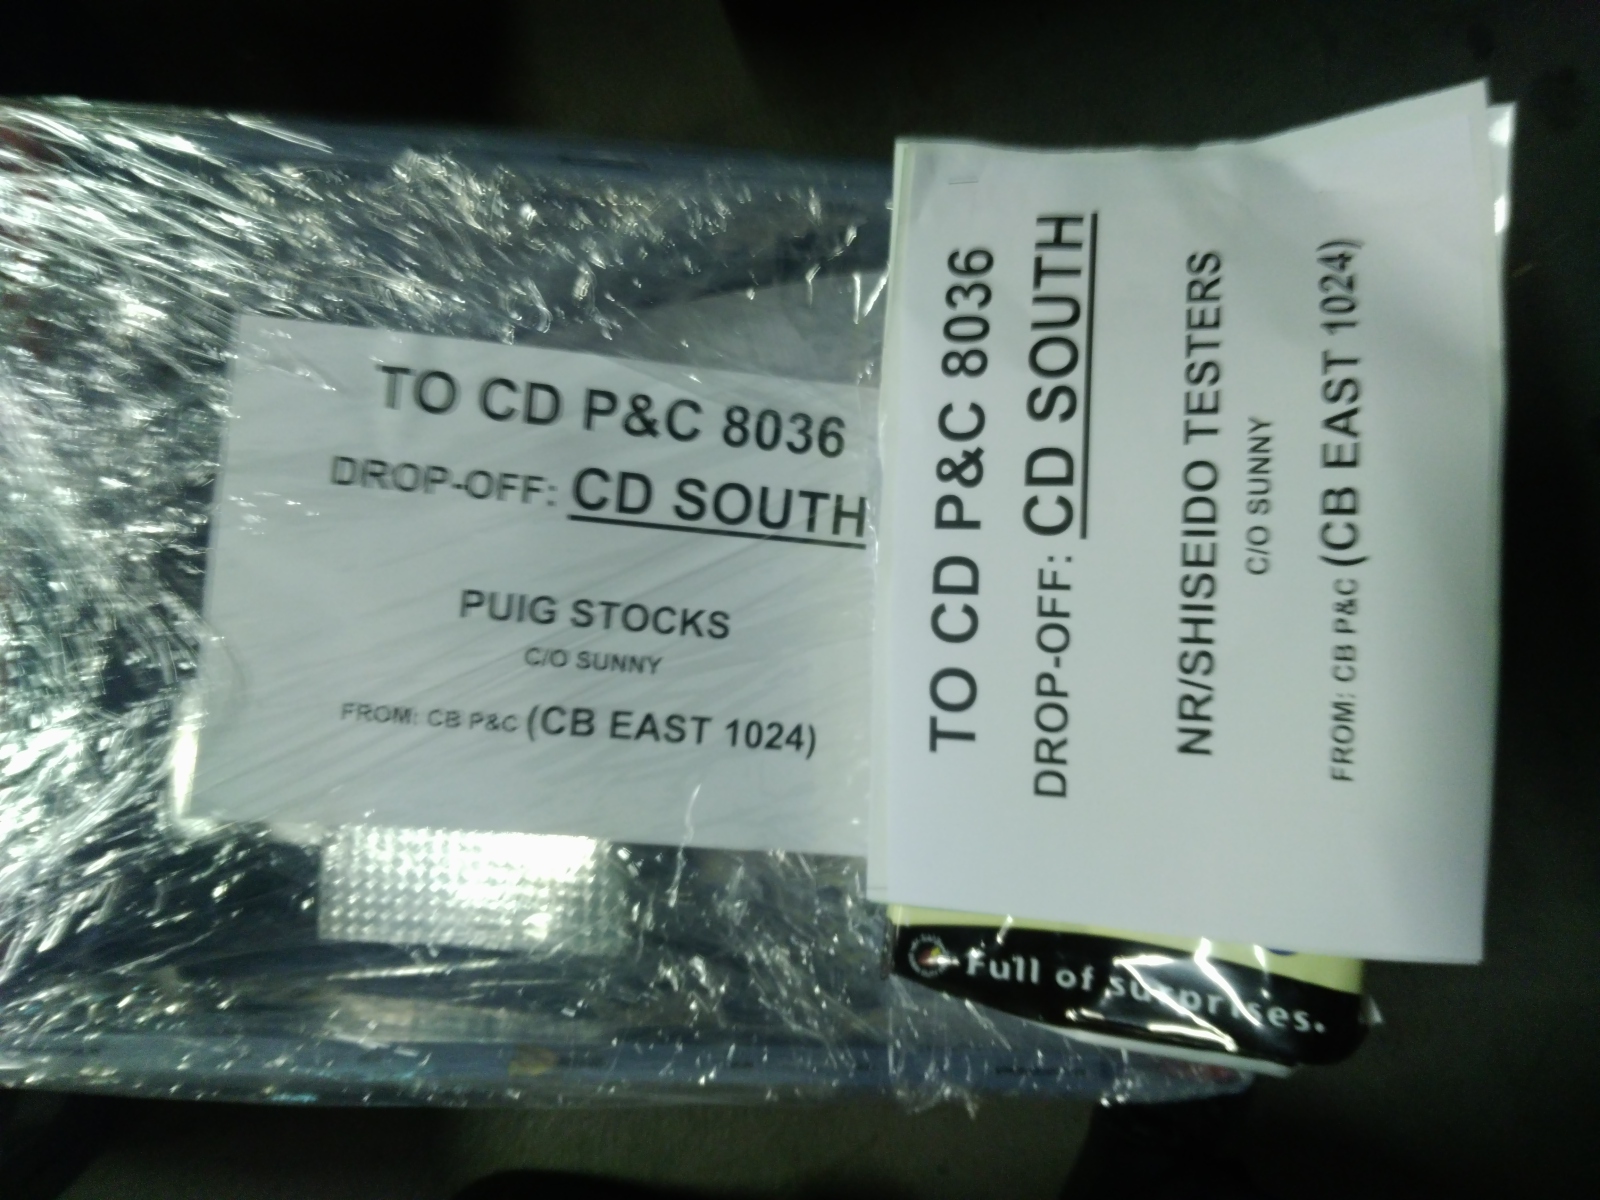 TO CD P&C 8036
DROP-OFF: CD SOUTH
PUIG STOCKS
C/O SUNNY
FROM: CB P&C (CB EAST 1024)
TO CD P&C 8036
DROP-OFF: CD SOUTH
NR/SHISEIDO TESTERS
C/O SUNNY
FROM: CB P&C (CB EAST 1024)
Full of surprises.